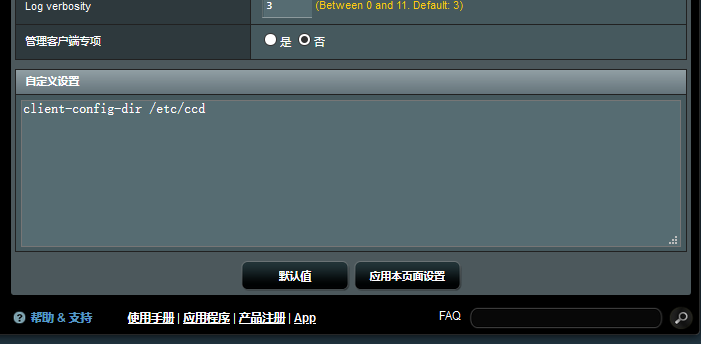 Log verbosity 3 (Between 0 and 11. Default: 3)
管理客户端专项 是 否
自定义设置
client-config-dir /etc/ccd
默认值 应用本页面设置
帮助 & 支持 使用手册 | 应用程序 | 产品注册 | App FAQ